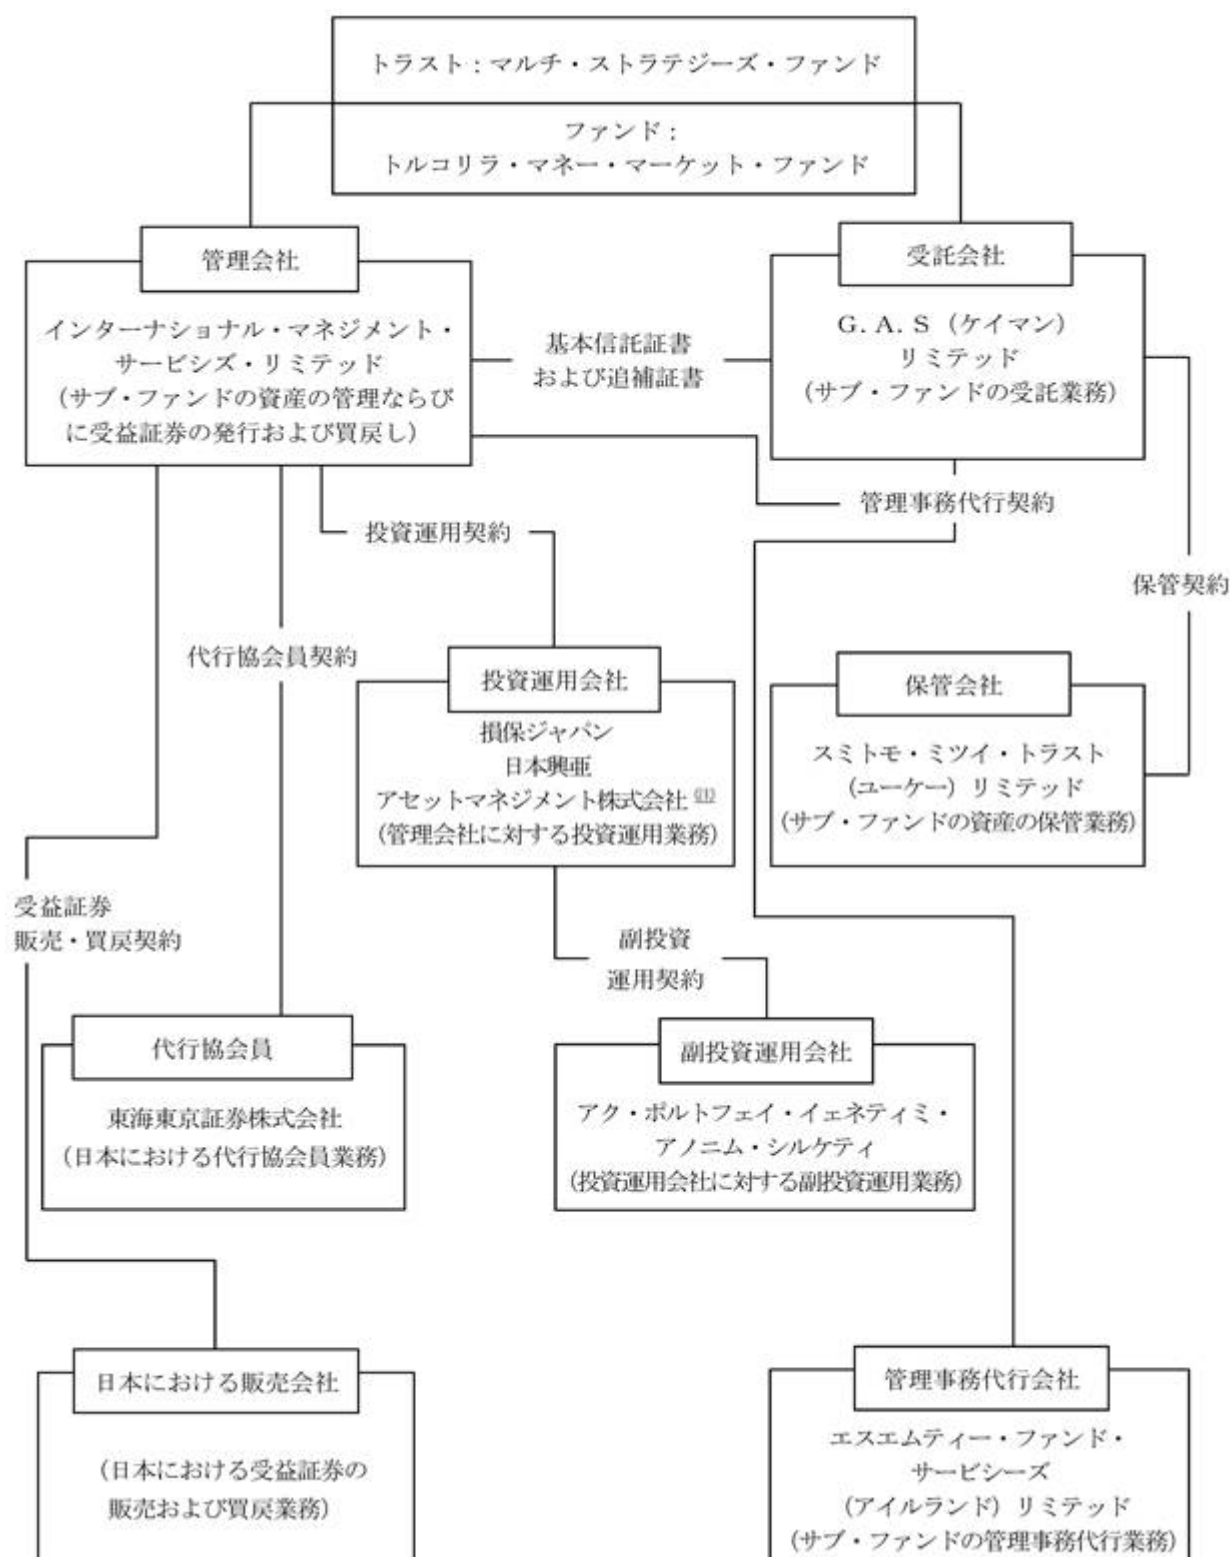 トラスト：マルチ・ストラテジーズ・ファンド
ファンド：
トルコリラ・マネー・マーケット・ファンド
管理会社
インターナショナル・マネジメント・
サービシズ・リミテッド
（サブ・ファンドの資産の管理ならび
に受益証券の発行および買戻し）
基本信託証書
および追補証書
受託会社
G. A. S（ケイマン）
リミテッド
（サブ・ファンドの受託業務）
管理事務代行契約
投資運用契約
保管契約
代行協会員契約
投資運用会社
損保ジャパン
日本興亜
アセットマネジメント株式会社
（管理会社に対する投資運用業務）
保管会社
スミトモ・ミツイ・トラスト
（ユーケー）リミテッド
（サブ・ファンドの資産の保管業務）
受益証券
販売・買戻契約
副投資
運用契約
代行協会員
東海東京証券株式会社
（日本における代行協会員業務）
副投資運用会社
アク・ポルトフェイ・イェネティミ・
アノニム・シルケティ
（投資運用会社に対する副投資運用業務）
日本における販売会社
（日本における受益証券の
販売および買戻業務）
管理事務代行会社
エスエムティー・ファンド・
サービシーズ
（アイルランド）リミテッド
（サブ・ファンドの管理事務代行業務）